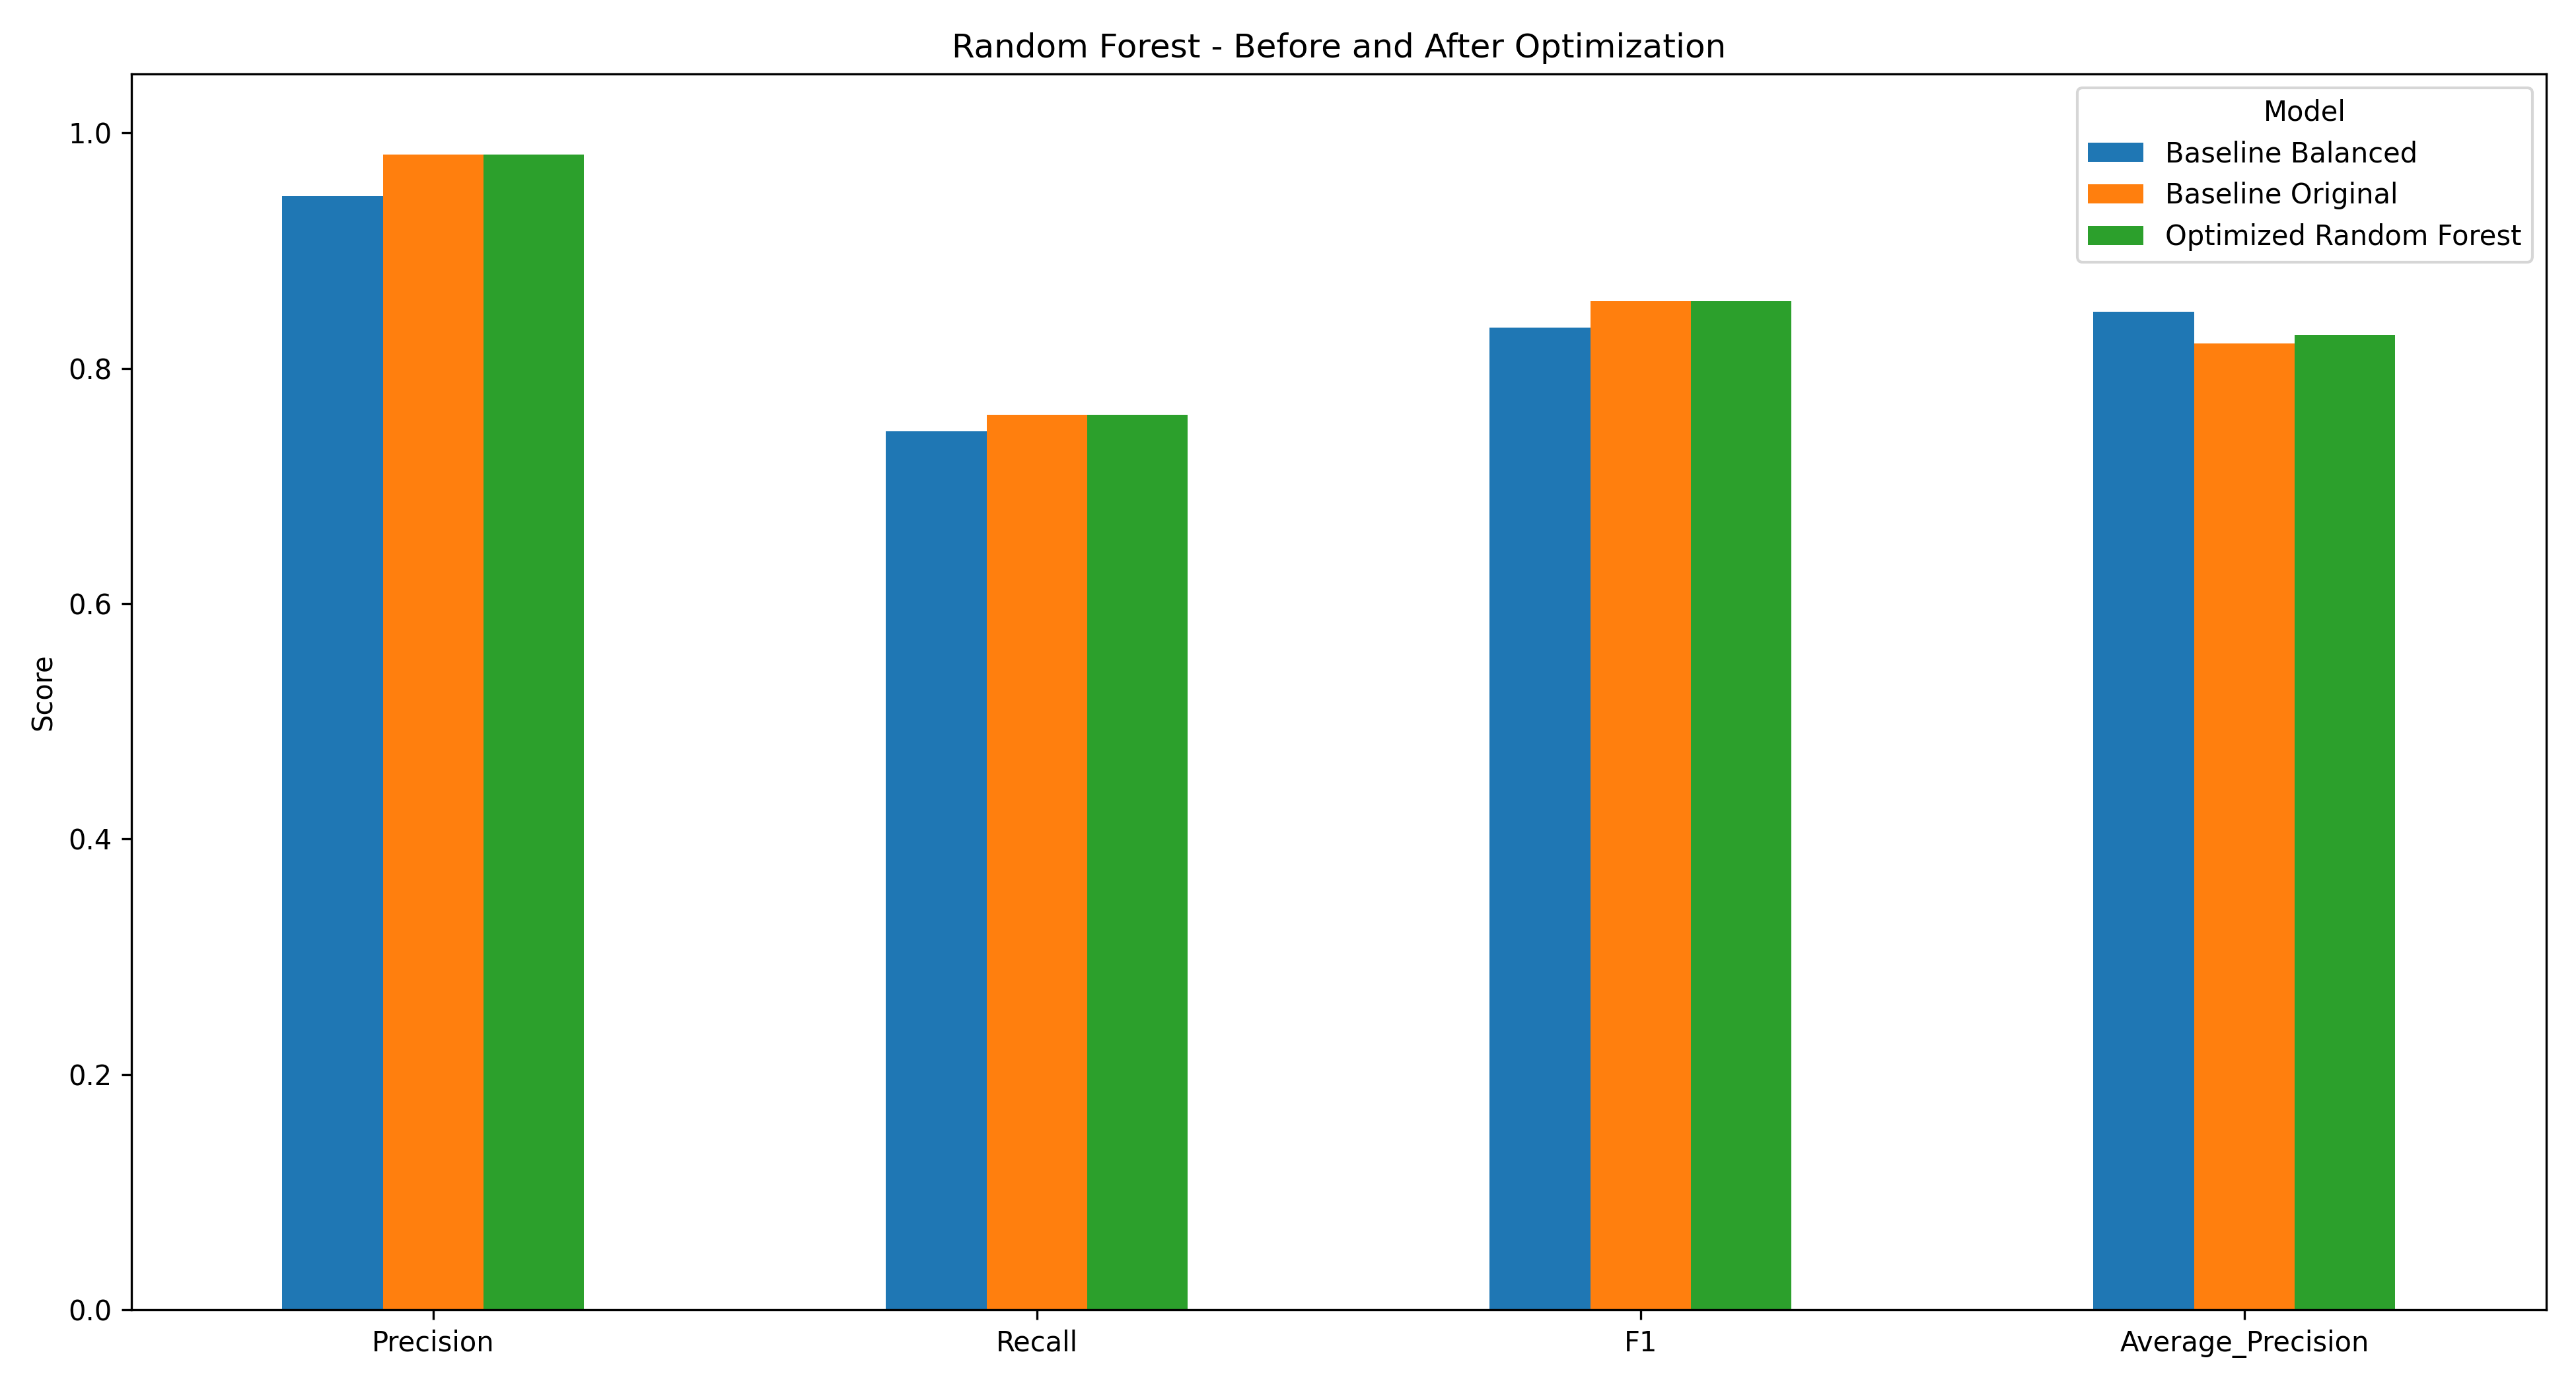 Random Forest - Before and After Optimization
Model
Baseline Balanced
Baseline Original
Optimized Random Forest
Score
1.0
0.8
0.6
0.4
0.2
0.0
Precision
Recall
F1
Average_Precision